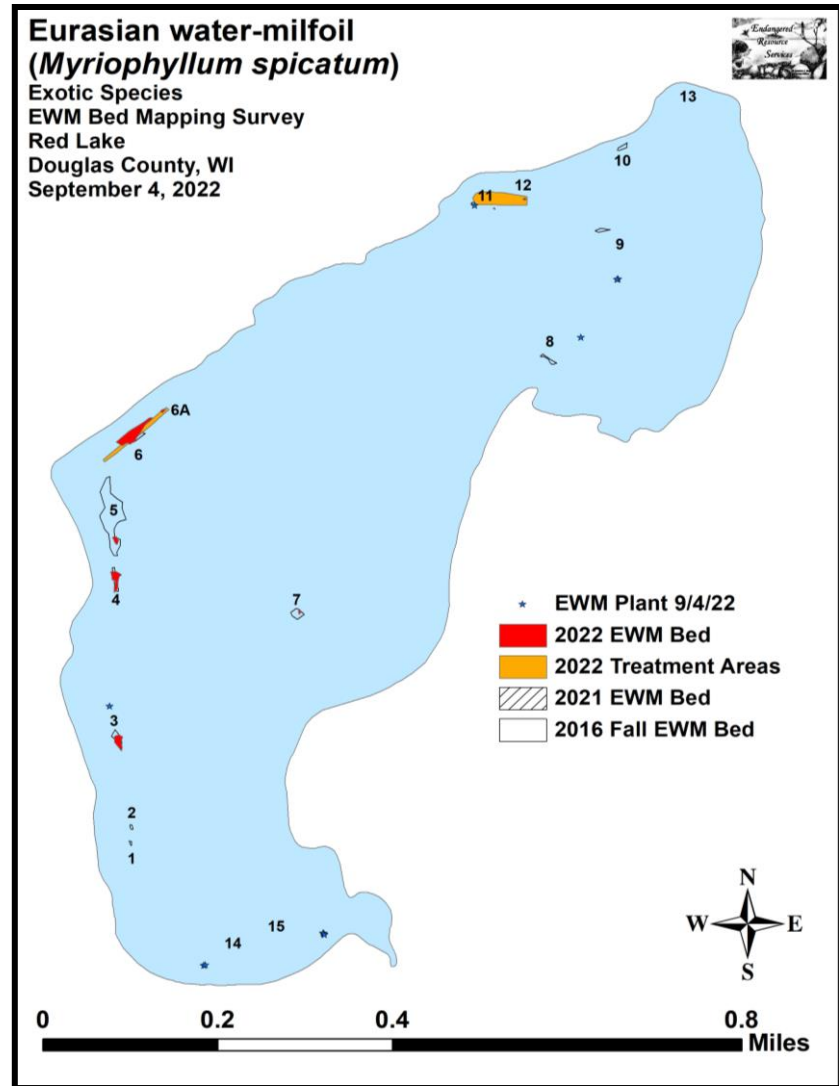 Eurasian water-milfoil
(Myriophyllum spicatum)
Exotic Species
EWM Bed Mapping Survey
Red Lake
Douglas County, WI
September 4, 2022
Endangered
Resource
Services
13
10
12
11
9
8
6A
6
5
4
7
3
2
1
15
14
EWM Plant 9/4/22
2022 EWM Bed
2022 Treatment Areas
2021 EWM Bed
2016 Fall EWM Bed
N
W E
S
0 0.2 0.4 0.8
Miles